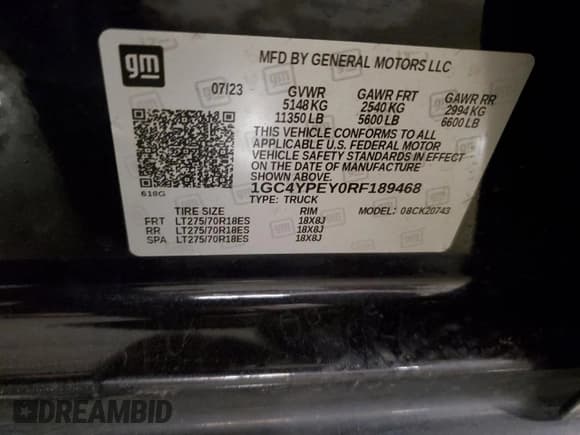 gm
MFD BY GENERAL MOTORS LLC
07/23 GVWR GAWR FRT GAWR RR
5148 KG 2540 KG 2994 KG
11350 LB 5600 LB 6600 LB
THIS VEHICLE CONFORMS TO ALL
APPLICABLE U.S. FEDERAL MOTOR
VEHICLE SAFETY STANDARDS IN EFFECT
ON THE DATE OF MANUFACTURE
SHOWN ABOVE.
618G
1GC4YPEY0RF189468
TYPE: TRUCK
TIRE SIZE RIM MODEL: 08CK20743
FRT LT275/70R18ES 18X8J
RR LT275/70R18ES 18X8J
SPA LT275/70R18ES 18X8J
DREAMBID